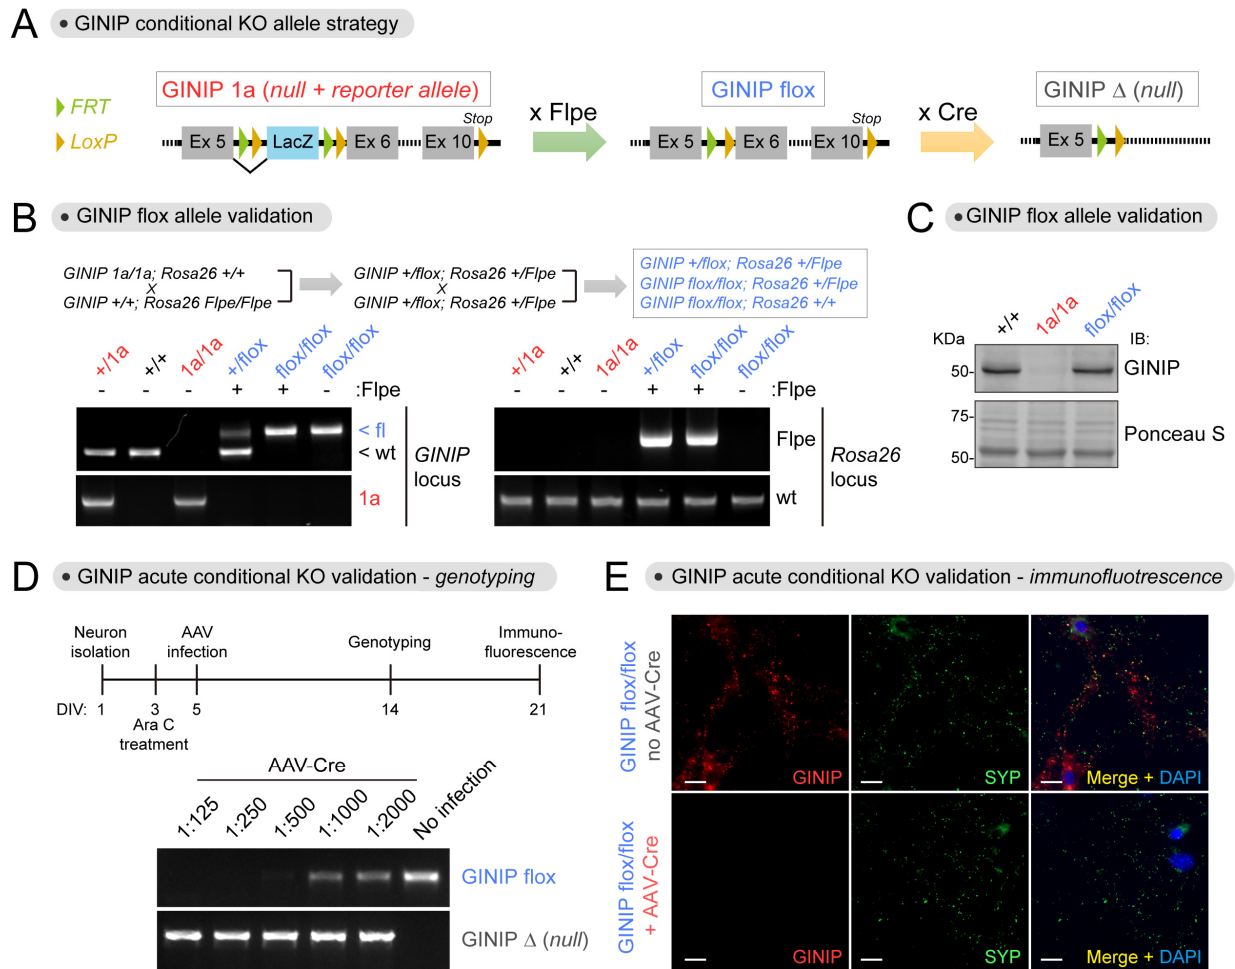 A
• GINIP conditional KO allele strategy
FRT
LoxP
GINIP 1a (null + reporter allele)
Ex 5
LacZ
Ex 6
Ex 10
Stop
x Flpe
GINIP flox
Ex 5
Ex 6
Ex 10
Stop
x Cre
GINIP Δ (null)
Ex 5
B
• GINIP flox allele validation
GINIP 1a/1a; Rosa26 +/+
X
GINIP +/+; Rosa26 Flpe/Flpe
GINIP +/flox; Rosa26 +/Flpe
X
GINIP +/flox; Rosa26 +/Flpe
GINIP +/flox; Rosa26 +/Flpe
GINIP flox/flox; Rosa26 +/Flpe
GINIP flox/flox; Rosa26 +/+
+/1a +/+ 1a/1a +/flox flox/flox flox/flox
- - - + + - :Flpe
< fl
< wt
1a
GINIP
locus
+/1a +/+ 1a/1a +/flox flox/flox flox/flox
- - - + + - :Flpe
Flpe
wt
Rosa26
locus
C
• GINIP flox allele validation
+/+ 1a/1a flox/flox
KDa
IB:
50-
GINIP
75-
50-
Ponceau S
D
• GINIP acute conditional KO validation - genotyping
Neuron
isolation
AAV
infection
Genotyping
Immuno-
fluorescence
DIV: 1 3 5 14 21
Ara C
treatment
AAV-Cre
1:125 1:250 1:500 1:1000 1:2000 No infection
GINIP flox
GINIP Δ (null)
E
• GINIP acute conditional KO validation - immunofluotrescence
GINIP flox/flox
no AAV-Cre
GINIP
SYP
Merge + DAPI
GINIP flox/flox
+ AAV-Cre
GINIP
SYP
Merge + DAPI